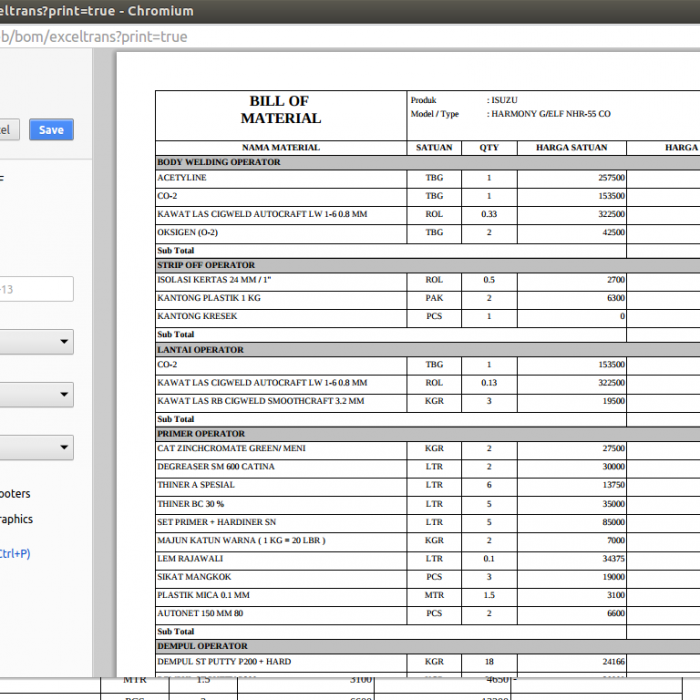 eltrans?print=true - Chromium
b/bom/exceltrans?print=true
el Save
13
ooters
raphics
Ctrl+P)
BILL OF
MATERIAL
Produk : ISUZU
Model / Type : HARMONY G/ELF NHR-55 CO
NAMA MATERIAL SATUAN QTY HARGA SATUAN HARGA
BODY WELDING OPERATOR
ACETYLINE TBG 1 257500
CO-2 TBG 1 153500
KAWAT LAS CIGWELD AUTOCRAFT LW 1-6 0.8 MM ROL 0.33 322500
OKSIGEN (O-2) TBG 2 42500
Sub Total
STRIP OFF OPERATOR
ISOLASI KERTAS 24 MM / 1" ROL 0.5 2700
KANTONG PLASTIK 1 KG PAK 2 6300
KANTONG KRESEK PCS 1 0
Sub Total
LANTAI OPERATOR
CO-2 TBG 1 153500
KAWAT LAS CIGWELD AUTOCRAFT LW 1-6 0.8 MM ROL 0.13 322500
KAWAT LAS RB CIGWELD SMOOTHCRAFT 3.2 MM KGR 3 19500
Sub Total
PRIMER OPERATOR
CAT ZINCHCROMATE GREEN/ MENI KGR 2 27500
DEGREASER SM 600 CATINA LTR 2 30000
THINER A SPESIAL LTR 6 13750
THINER BC 30 % LTR 5 35000
SET PRIMER + HARDINER SN LTR 5 85000
MAJUN KATUN WARNA ( 1 KG = 20 LBR ) KGR 2 7000
LEM RAJAWALI LTR 0.1 34375
SIKAT MANGKOK PCS 3 19000
PLASTIK MICA 0.1 MM MTR 1.5 3100
AUTONET 150 MM 80 PCS 2 6600
Sub Total
DEMPUL OPERATOR
DEMPUL ST PUTTY P200 + HARD KGR 18 24166
MTR 1.5 3100 4650 -